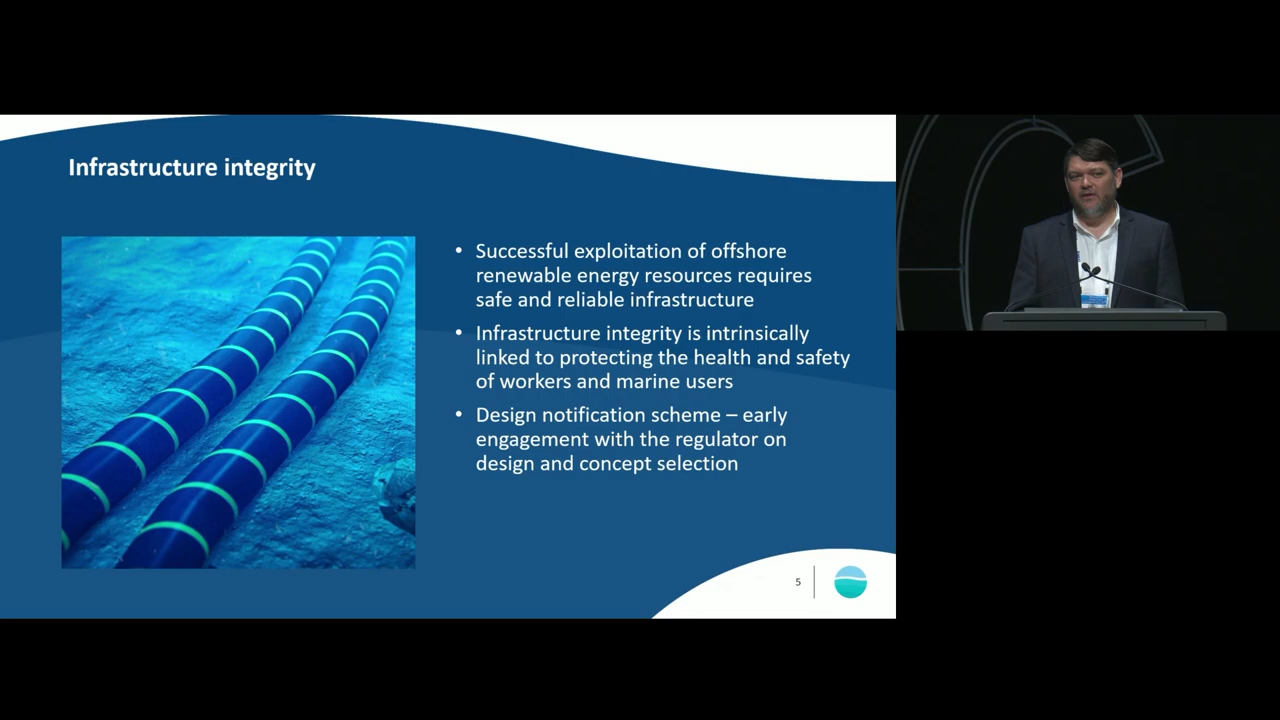 Infrastructure integrity
• Successful exploitation of offshore
renewable energy resources requires
safe and reliable infrastructure
• Infrastructure integrity is intrinsically
linked to protecting the health and safety
of workers and marine users
• Design notification scheme – early
engagement with the regulator on
design and concept selection
5